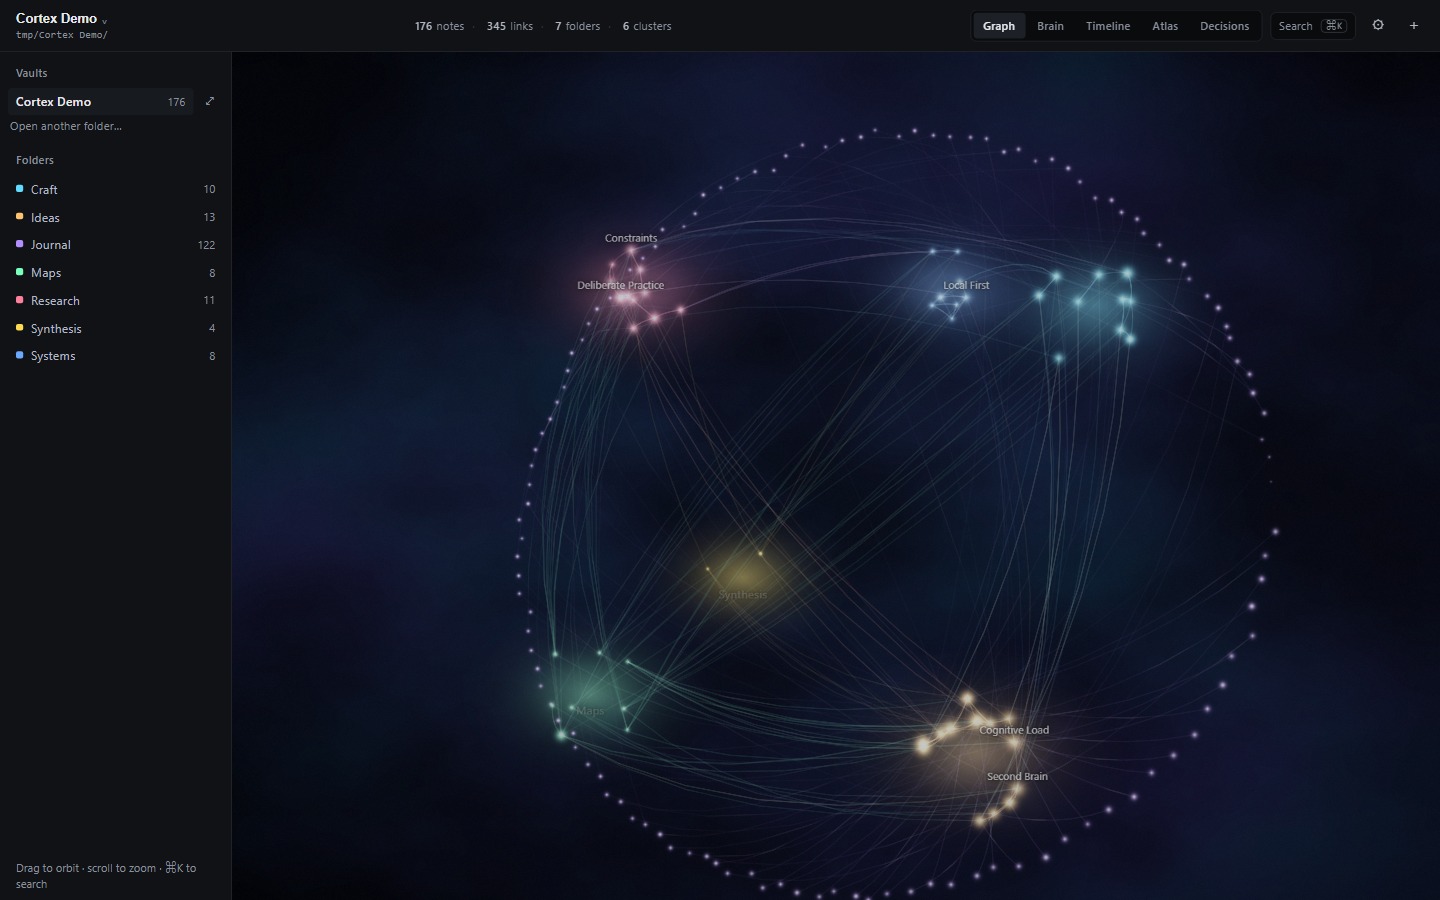 Cortex Demo v
tmp/Cortex Demo/
176 notes · 345 links · 7 folders · 6 clusters
Graph Brain Timeline Atlas Decisions Search ⌘K ⚙ +
Vaults
Cortex Demo 176
Open another folder...
Folders
Craft 10
Ideas 13
Journal 122
Maps 8
Research 11
Synthesis 4
Systems 8
Constraints
Deliberate Practice
Local First
Synthesis
Maps
Cognitive Load
Second Brain
Drag to orbit · scroll to zoom · ⌘K to
search